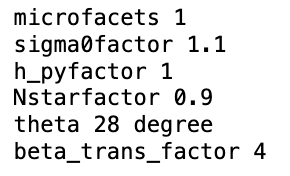 microfacets 1
sigma0factor 1.1
h_pyfactor 1
Nstarfactor 0.9
theta 28 degree
beta_trans_factor 4